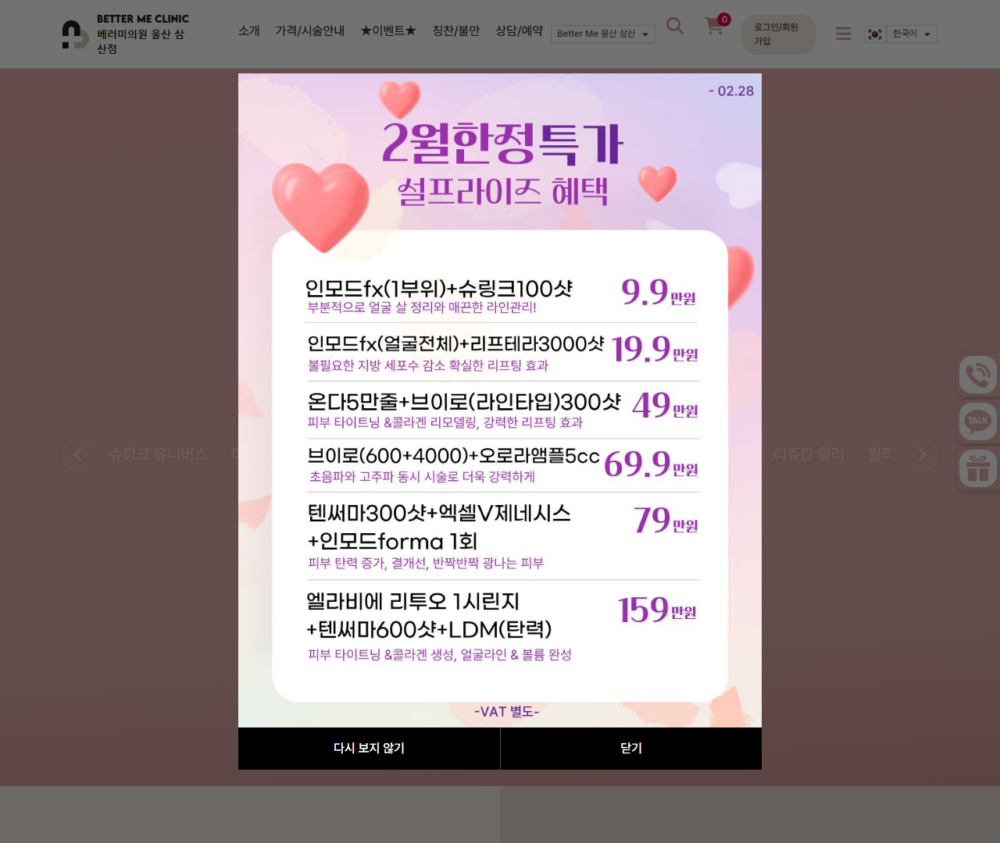 BETTER ME CLINIC
베러미의원 울산 삼
산점
소개 가격/시술안내 ★이벤트★ 칭찬/불만 상담/예약
Better Me 울산 삼산
0
로그인/회원
가입
한국어
- 02.28
2월한정특가
설프라이즈 혜택
인모드fx(1부위)+슈링크100샷 9.9만원
부분적으로 얼굴 살 정리와 매끈한 라인관리!
인모드fx(얼굴전체)+리프테라3000샷 19.9만원
불필요한 지방 세포수 감소 확실한 리프팅 효과
온다5만줄+브이로(라인타입)300샷 49만원
피부 타이트닝 &콜라겐 리모델링, 강력한 리프팅 효과
브이로(600+4000)+오로라앰플5cc 69.9만원
초음파와 고주파 동시 시술로 더욱 강력하게
텐써마300샷+엑셀V제네시스 79만원
+인모드forma 1회
피부 탄력 증가, 결개선, 반짝반짝 광나는 피부
엘라비에 리투오 1시린지 159만원
+텐써마600샷+LDM(탄력)
피부 타이트닝 &콜라겐 생성, 얼굴라인 & 볼륨 완성
-VAT 별도-
슈링크 유니버스
리쥬란 힐러
TALK
다시 보지 않기
닫기